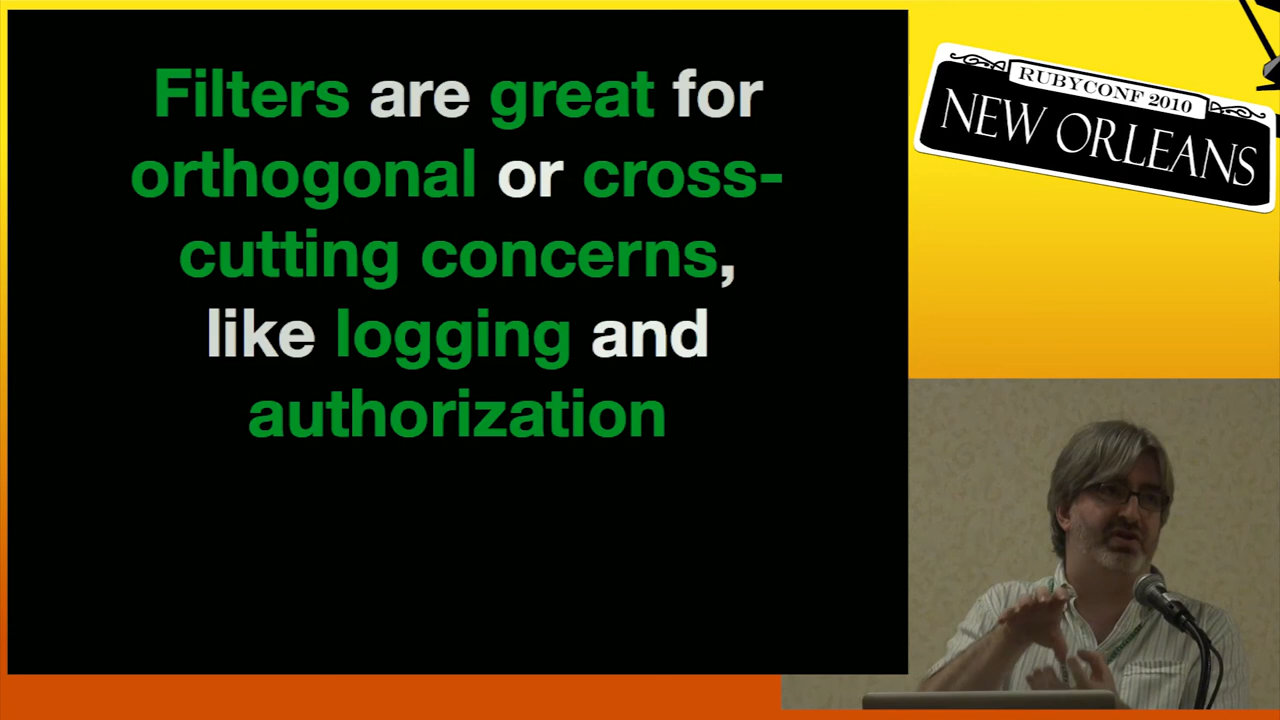 Filters are great for
orthogonal or cross-
cutting concerns,
like logging and
authorization
RUBYCONF 2010
NEW ORLEANS